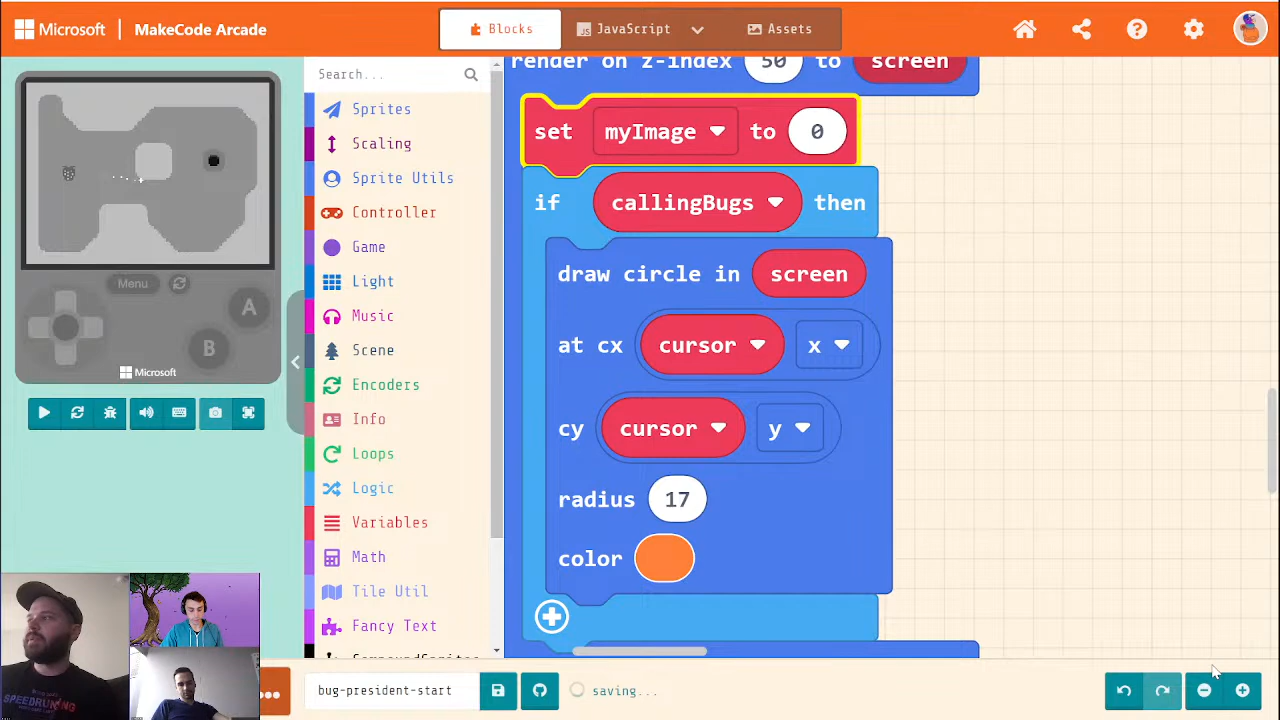 Microsoft | MakeCode Arcade
Blocks
JS JavaScript
Assets
Search...
Sprites
Scaling
Sprite Utils
Controller
Game
Light
Music
Scene
Encoders
Info
Loops
Logic
Variables
Math
Tile Util
Fancy Text
CompoundSprites
Menu
A
B
Microsoft
SPEEDRUNNING
render on z-index 50 to screen
set myImage to 0
if callingBugs then
draw circle in screen
at cx cursor x
cy cursor y
radius 17
color
bug-president-start
saving...